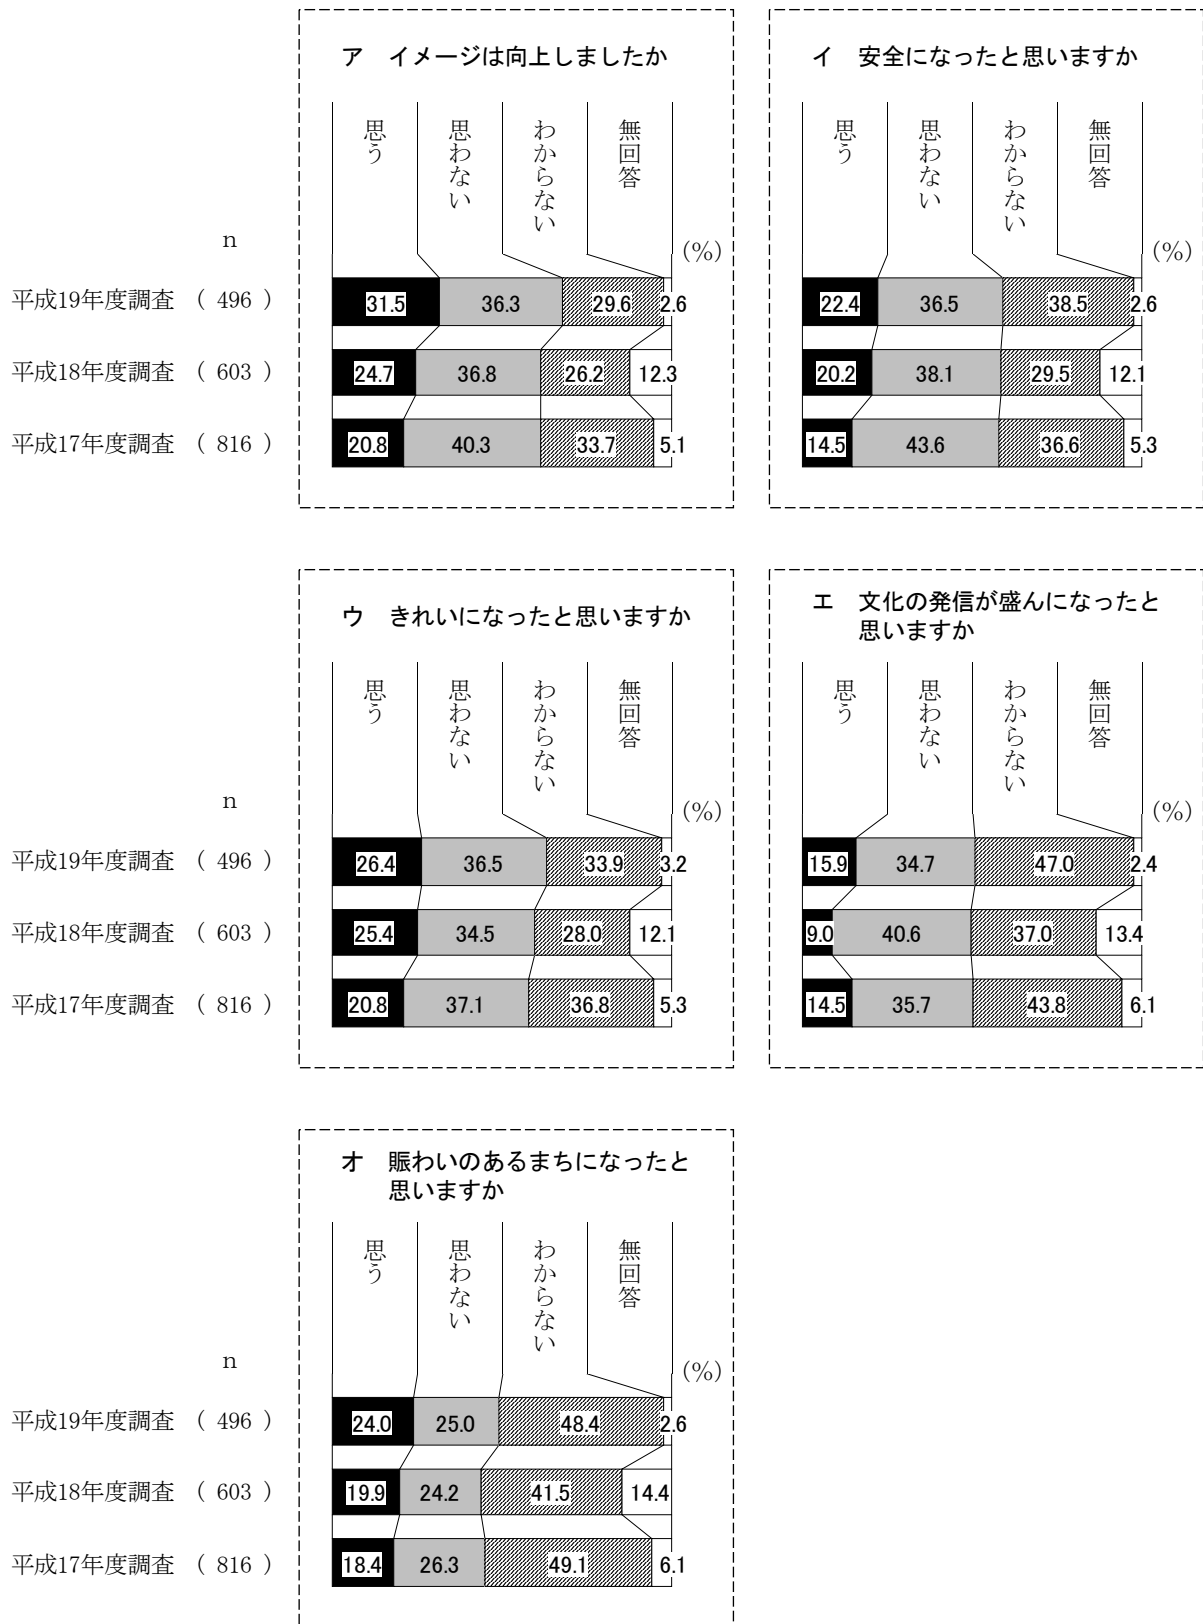 ア　イメージは向上しましたか
思う
思わない
わからない
無回答
n
(%)
平成19年度調査 ( 496 ) 31.5 36.3 29.6 2.6
平成18年度調査 ( 603 ) 24.7 36.8 26.2 12.3
平成17年度調査 ( 816 ) 20.8 40.3 33.7 5.1
イ　安全になったと思いますか
思う
思わない
わからない
無回答
(%)
22.4 36.5 38.5 2.6
20.2 38.1 29.5 12.1
14.5 43.6 36.6 5.3
ウ　きれいになったと思いますか
思う
思わない
わからない
無回答
n
(%)
平成19年度調査 ( 496 ) 26.4 36.5 33.9 3.2
平成18年度調査 ( 603 ) 25.4 34.5 28.0 12.1
平成17年度調査 ( 816 ) 20.8 37.1 36.8 5.3
エ　文化の発信が盛んになったと
思いますか
思う
思わない
わからない
無回答
(%)
15.9 34.7 47.0 2.4
9.0 40.6 37.0 13.4
14.5 35.7 43.8 6.1
オ　賑わいのあるまちになったと
思いますか
思う
思わない
わからない
無回答
n
(%)
平成19年度調査 ( 496 ) 24.0 25.0 48.4 2.6
平成18年度調査 ( 603 ) 19.9 24.2 41.5 14.4
平成17年度調査 ( 816 ) 18.4 26.3 49.1 6.1